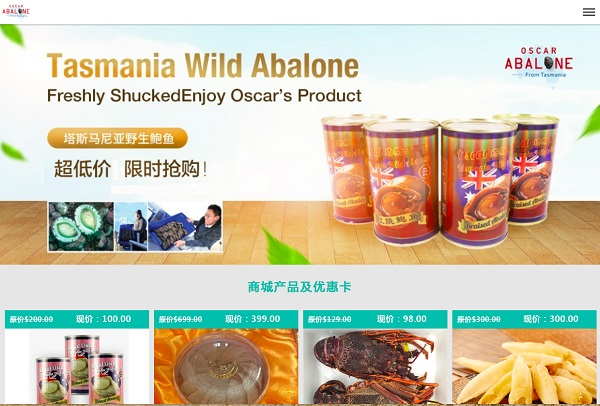 OSCAR
ABALONE
Tasmania Wild Abalone
Freshly ShuckedEnjoy Oscar's Product
OSCAR
ABALONE
From Tasmania
塔斯马尼亚野生鲍鱼
超低价 限时抢购！
Braised Abalone
商城产品及优惠卡
原价$200.00 现价：100.00
原价$699.00 现价：399.00
原价$129.00 现价：98.00
原价$300.00 现价：300.00